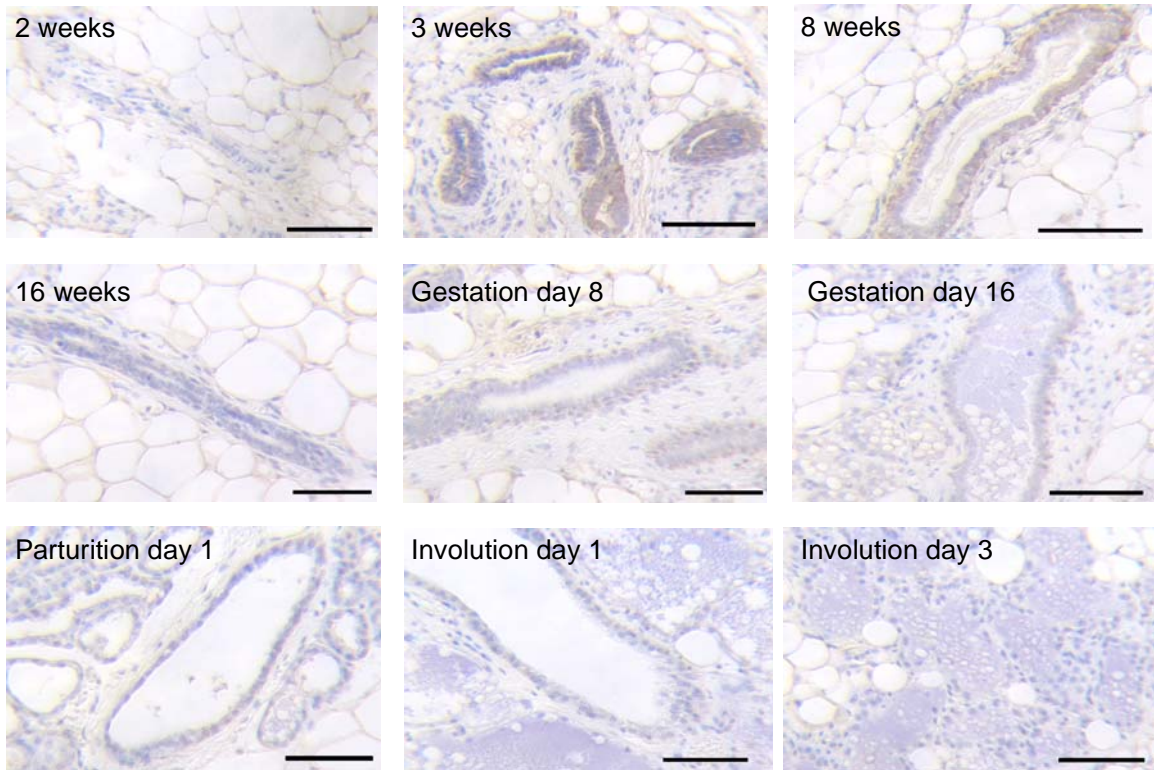 2 weeks
3 weeks
8 weeks
16 weeks
Gestation day 8
Gestation day 16
Parturition day 1
Involution day 1
Involution day 3